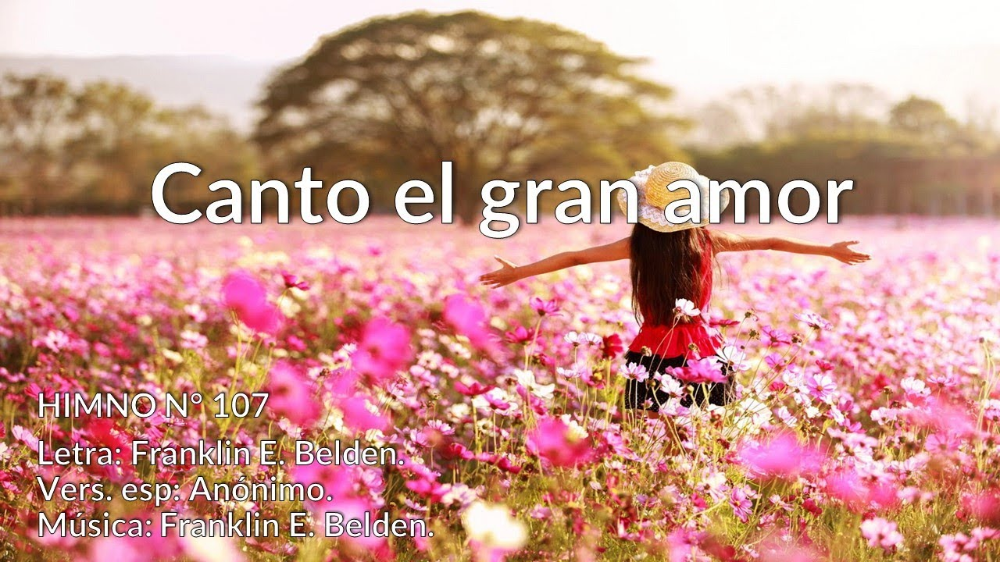 Canto el gran amor
HIMNO N° 107
Letra: Franklin E. Belden.
Vers. esp: Anónimo.
Música: Franklin E. Belden.